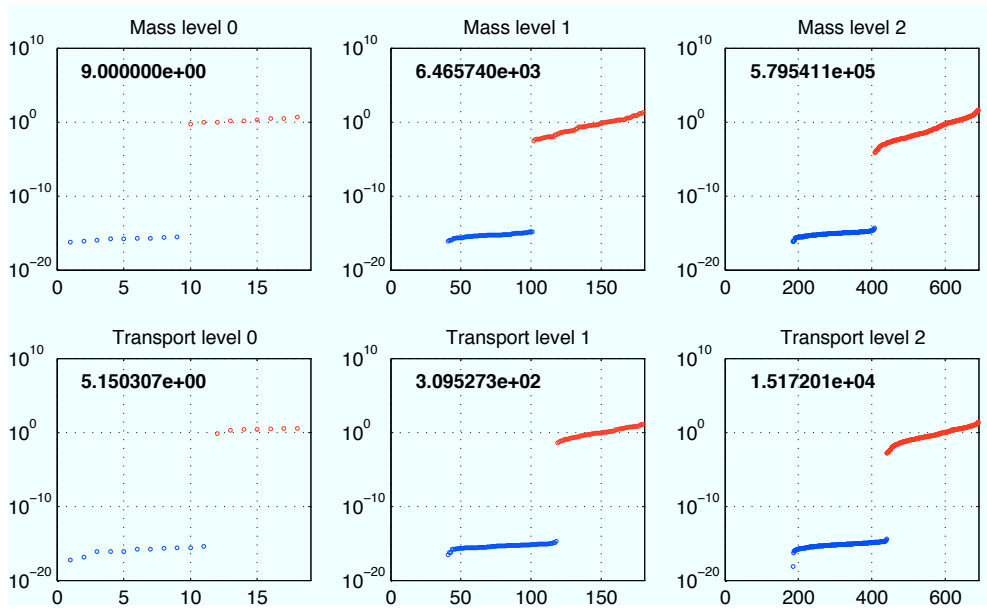 Mass level 0
Mass level 1
Mass level 2
10^10
10^0
10^−10
10^−20
9.000000e+00
0 5 10 15
10^10
10^0
10^−10
10^−20
6.465740e+03
0 50 100 150
10^10
10^0
10^−10
10^−20
5.795411e+05
0 200 400 600
Transport level 0
Transport level 1
Transport level 2
10^10
10^0
10^−10
10^−20
5.150307e+00
0 5 10 15
10^10
10^0
10^−10
10^−20
3.095273e+02
0 50 100 150
10^10
10^0
10^−10
10^−20
1.517201e+04
0 200 400 600